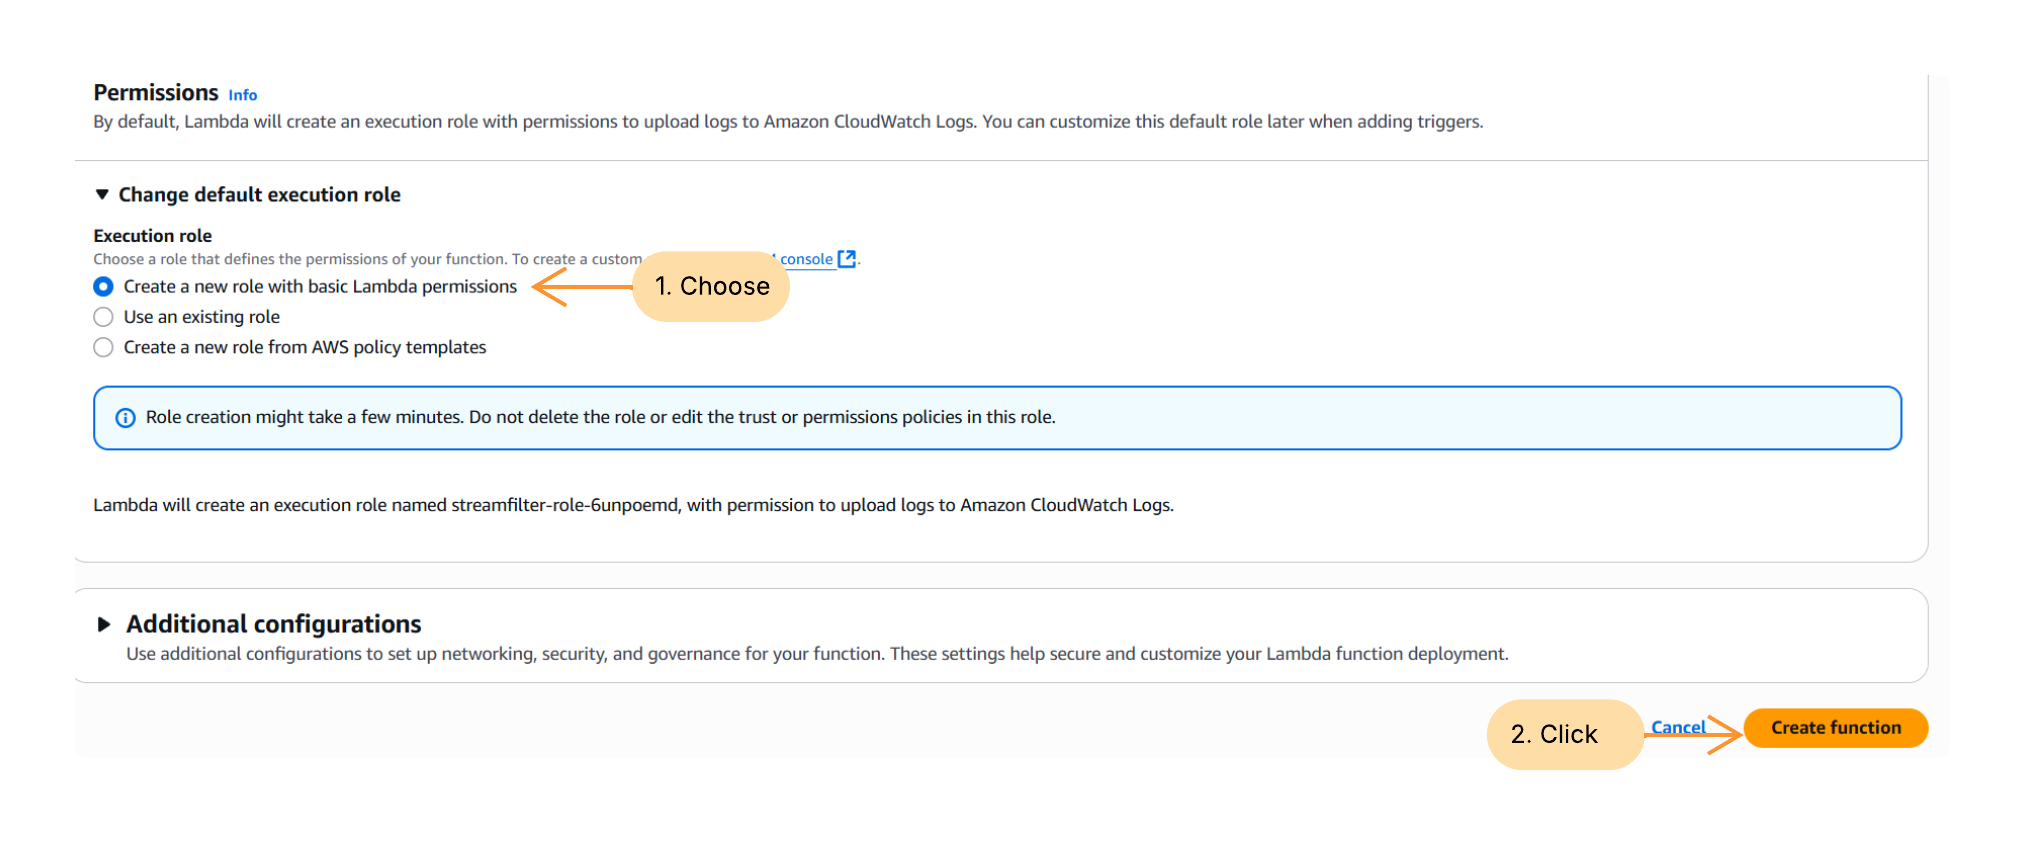 Permissions Info
By default, Lambda will create an execution role with permissions to upload logs to Amazon CloudWatch Logs. You can customize this default role later when adding triggers.
Change default execution role
Execution role
Choose a role that defines the permissions of your function. To create a custom console.
Create a new role with basic Lambda permissions
1. Choose
Use an existing role
Create a new role from AWS policy templates
Role creation might take a few minutes. Do not delete the role or edit the trust or permissions policies in this role.
Lambda will create an execution role named streamfilter-role-6unpoemd, with permission to upload logs to Amazon CloudWatch Logs.
Additional configurations
Use additional configurations to set up networking, security, and governance for your function. These settings help secure and customize your Lambda function deployment.
2. Click
Cancel
Create function